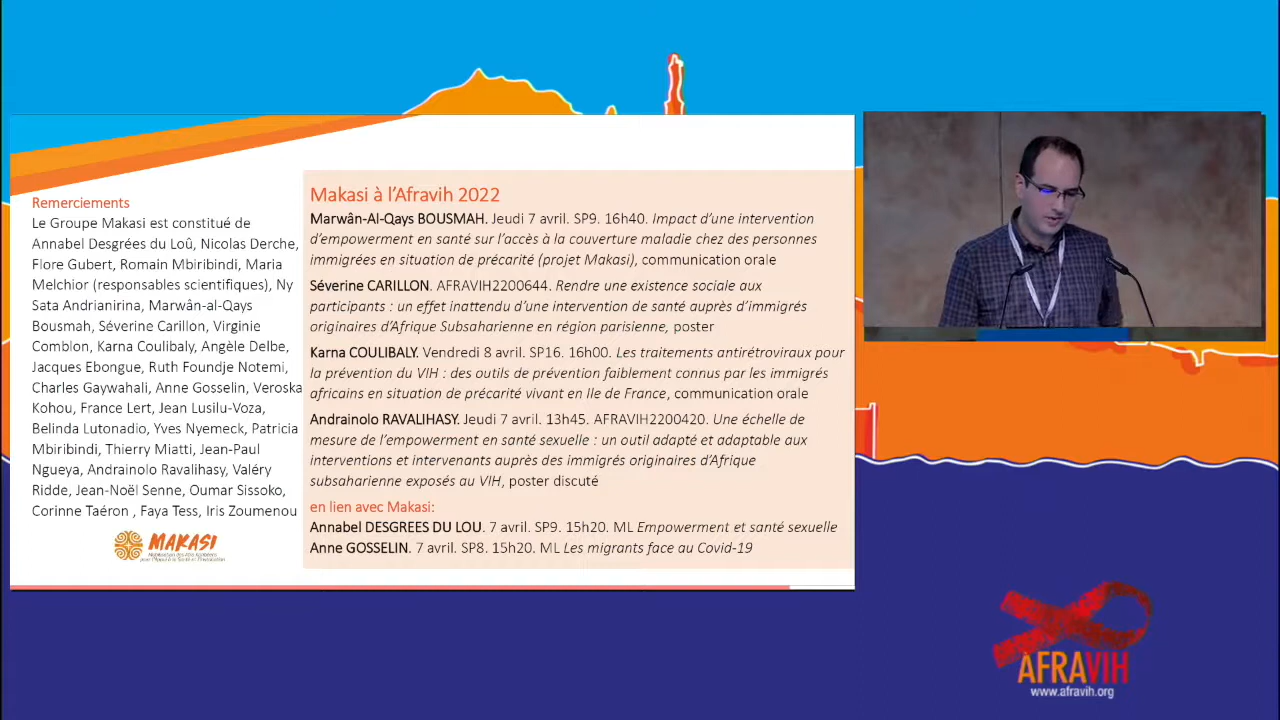 Remerciements
Le Groupe Makasi est constitué de
Annabel Desgrées du Loû, Nicolas Derche,
Flore Gubert, Romain Mbiribindi, Maria
Melchior (responsables scientifiques), Ny
Sata Andrianirina, Marwân-al-Qays
Bousmah, Séverine Carillon, Virginie
Comblon, Karna Coulibaly, Angèle Delbe,
Jacques Ebongue, Ruth Foundje Notemi,
Charles Gaywahali, Anne Gosselin, Veroska
Kohou, France Lert, Jean Lusilu-Voza,
Belinda Lutonadio, Yves Nyemeck, Patricia
Mbiribindi, Thierry Miatti, Jean-Paul
Ngueya, Andrainolo Ravalihasy, Valéry
Ridde, Jean-Noël Senne, Oumar Sissoko,
Corinne Taéron , Faya Tess, Iris Zoumenou
MAKASI
Makasi à l'Afravih 2022
Marwân-Al-Qays BOUSMAH. Jeudi 7 avril. SP9. 16h40. Impact d'une intervention
d'empowerment en santé sur l'accès à la couverture maladie chez des personnes
immigrées en situation de précarité (projet Makasi), communication orale
Séverine CARILLON. AFRAVIH2200644. Rendre une existence sociale aux
participants : un effet inattendu d'une intervention de santé auprès d'immigrés
originaires d'Afrique Subsaharienne en région parisienne, poster
Karna COULIBALY. Vendredi 8 avril. SP16. 16h00. Les traitements antirétroviraux pour
la prévention du VIH : des outils de prévention faiblement connus par les immigrés
africains en situation de précarité vivant en Ile de France, communication orale
Andrainolo RAVALIHASY. Jeudi 7 avril. 13h45. AFRAVIH2200420. Une échelle de
mesure de l'empowerment en santé sexuelle : un outil adapté et adaptable aux
interventions et intervenants auprès des immigrés originaires d'Afrique
subsaharienne exposés au VIH, poster discuté
en lien avec Makasi:
Annabel DESGREES DU LOU. 7 avril. SP9. 15h20. ML Empowerment et santé sexuelle
Anne GOSSELIN. 7 avril. SP8. 15h20. ML Les migrants face au Covid-19
AFRAVIH
www.afravih.org